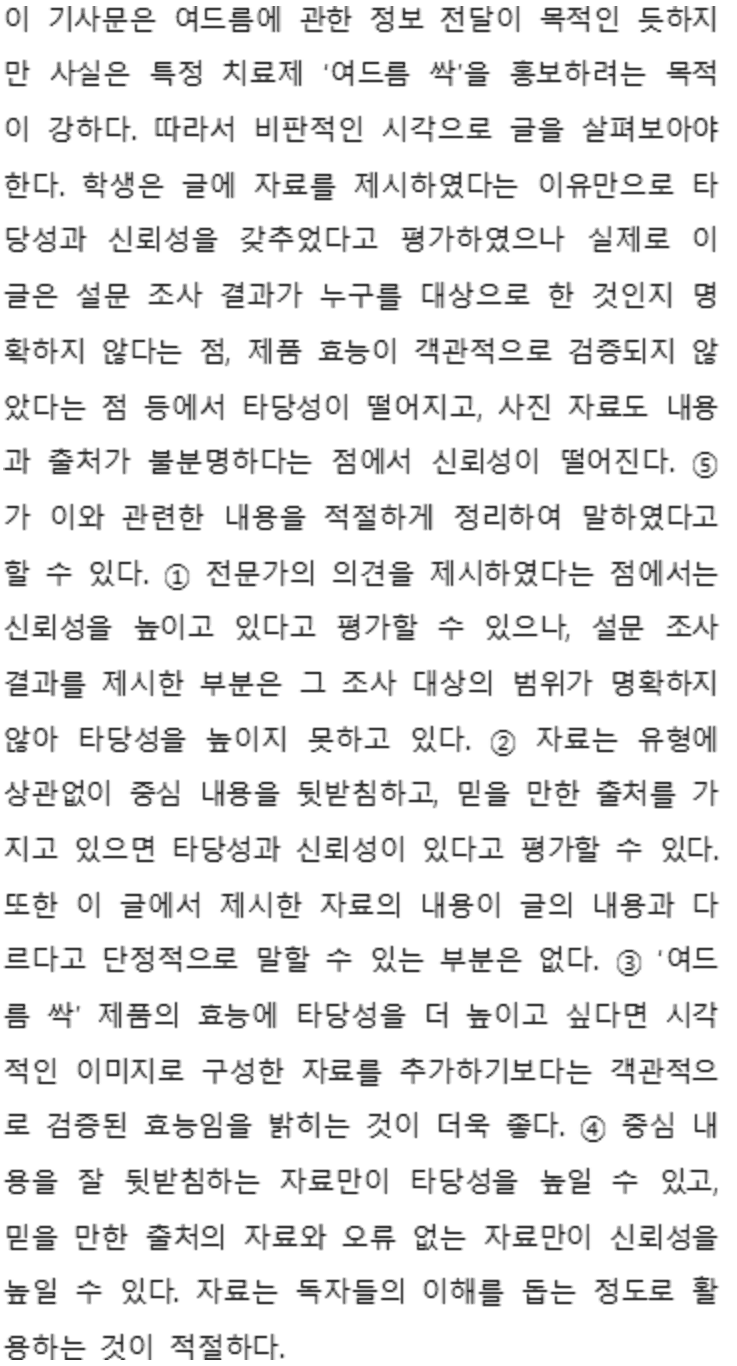 이 기사문은 여드름에 관한 정보 전달이 목적인 듯하지
만 사실은 특정 치료제 ‘여드름 싹’을 홍보하려는 목적
이 강하다. 따라서 비판적인 시각으로 글을 살펴보아야
한다. 학생은 글에 자료를 제시하였다는 이유만으로 타
당성과 신뢰성을 갖추었다고 평가하였으나 실제로 이
글은 설문 조사 결과가 누구를 대상으로 한 것인지 명
확하지 않다는 점, 제품 효능이 객관적으로 검증되지 않
았다는 점 등에서 타당성이 떨어지고, 사진 자료도 내용
과 출처가 불분명하다는 점에서 신뢰성이 떨어진다. ⑤
가 이와 관련한 내용을 적절하게 정리하여 말하였다고
할 수 있다. ① 전문가의 의견을 제시하였다는 점에서는
신뢰성을 높이고 있다고 평가할 수 있으나, 설문 조사
결과를 제시한 부분은 그 조사 대상의 범위가 명확하지
않아 타당성을 높이지 못하고 있다. ② 자료는 유형에
상관없이 중심 내용을 뒷받침하고, 믿을 만한 출처를 가
지고 있으면 타당성과 신뢰성이 있다고 평가할 수 있다.
또한 이 글에서 제시한 자료의 내용이 글의 내용과 다
르다고 단정적으로 말할 수 있는 부분은 없다. ③ ‘여드
름 싹’ 제품의 효능에 타당성을 더 높이고 싶다면 시각
적인 이미지로 구성한 자료를 추가하기보다는 객관적으
로 검증된 효능임을 밝히는 것이 더욱 좋다. ④ 중심 내
용을 잘 뒷받침하는 자료만이 타당성을 높일 수 있고,
믿을 만한 출처의 자료와 오류 없는 자료만이 신뢰성을
높일 수 있다. 자료는 독자들의 이해를 돕는 정도로 활
용하는 것이 적절하다.